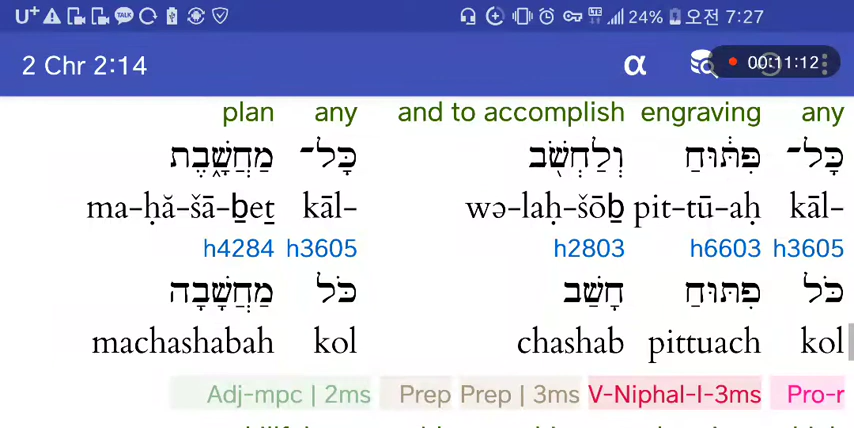 U+ TALK LTE 24% 오전 7:27
2 Chr 2:14 α 00:11:12
plan any and to accomplish engraving any
כָּל־ פִּתּ֔וּחַ וְלַחְשֹׁ֖ב כָּל־ מַחֲשָׁ֑בֶת
ma-ḥă-šā-ḇeṯ kāl- wə-laḥ-šōḇ pit-tū-aḥ kāl-
h4284 h3605 h2803 h6603 h3605
כֹּל פִּתּוּחַ חָשַׁב כֹּל מַחֲשָׁבָה
machashabah kol chashab pittuach kol
Adj-mpc | 2ms Prep Prep | 3ms V-Niphal-I-3ms Pro-r